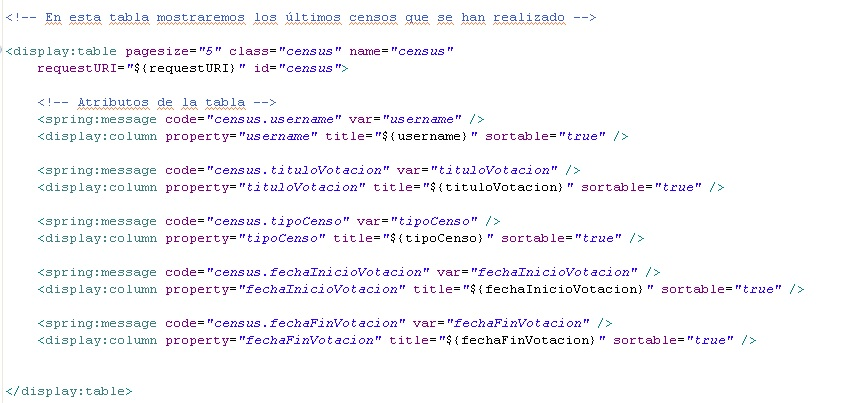 <!-- En esta tabla mostraremos los últimos censos que se han realizado -->
<display:table pagesize="5" class="census" name="census"
requestURI="${requestURI}" id="census">
<!-- Atributos de la tabla -->
<spring:message code="census.username" var="username" />
<display:column property="username" title="${username}" sortable="true" />
<spring:message code="census.tituloVotacion" var="tituloVotacion" />
<display:column property="tituloVotacion" title="${tituloVotacion}" sortable="true" />
<spring:message code="census.tipoCenso" var="tipoCenso" />
<display:column property="tipoCenso" title="${tipoCenso}" sortable="true" />
<spring:message code="census.fechaInicioVotacion" var="fechaInicioVotacion" />
<display:column property="fechaInicioVotacion" title="${fechaInicioVotacion}" sortable="true" />
<spring:message code="census.fechaFinVotacion" var="fechaFinVotacion" />
<display:column property="fechaFinVotacion" title="${fechaFinVotacion}" sortable="true" />
</display:table>